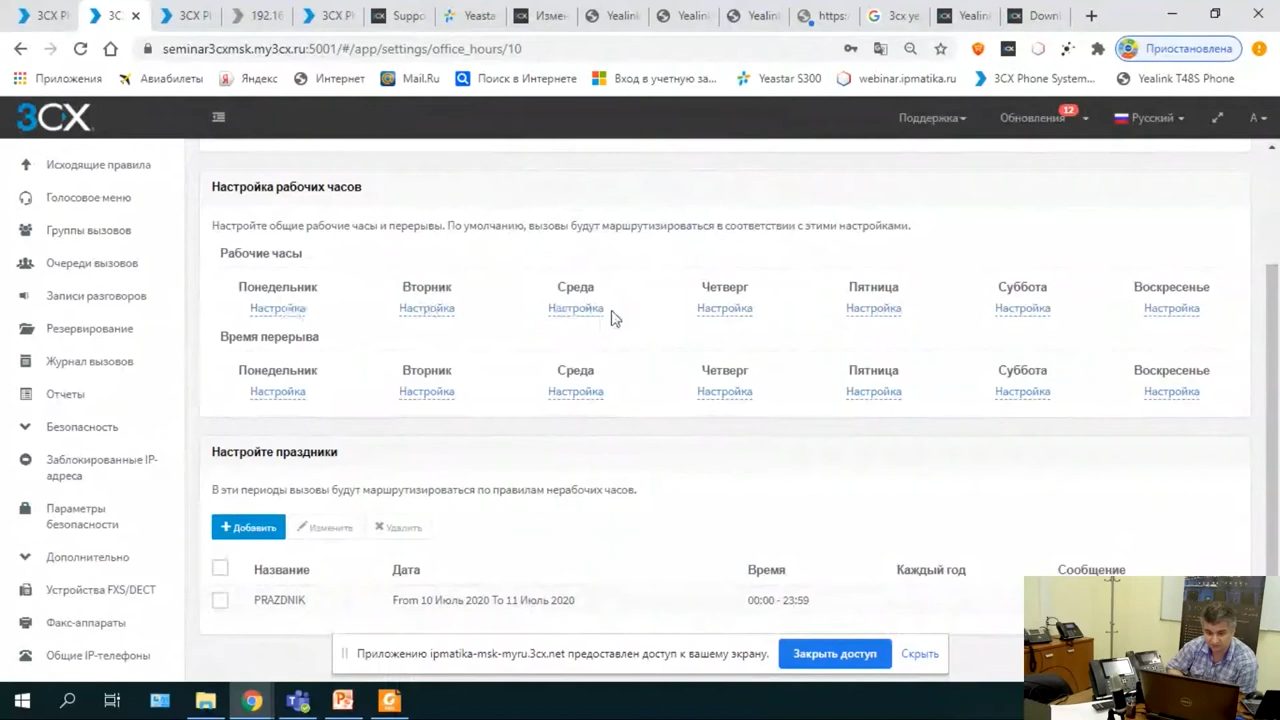 3CX Ph
3C
3CX Ph
192.16
3CX Ph
Suppo
Yeasta
Измен
Yealink
Yealin
Yealin
https:
3cx ye
Yealin
Downl
seminar3cxmsk.my3cx.ru:5001/#/app/settings/office_hours/10
Приостановлена
Приложения
Авиабилеты
Яндекс
Интернет
Mail.Ru
Поиск в Интернете
Вход в учетную за...
Yeastar S300
webinar.ipmatika.ru
3CX Phone System...
Yealink T48S Phone
3CX
Поддержка
Обновления
12
Русский
A
Исходящие правила
Голосовое меню
Группы вызовов
Очереди вызовов
Записи разговоров
Резервирование
Журнал вызовов
Отчеты
Безопасность
Заблокированные IP-
адреса
Параметры
безопасности
Дополнительно
Устройства FXS/DECT
Факс-аппараты
Общие IP-телефоны
Настройка рабочих часов
Настройте общие рабочие часы и перерывы. По умолчанию, вызовы будут маршрутизироваться в соответствии с этими настройками.
Рабочие часы
Понедельник Вторник Среда Четверг Пятница Суббота Воскресенье
Настройка Настройка Настройка Настройка Настройка Настройка Настройка
Время перерыва
Понедельник Вторник Среда Четверг Пятница Суббота Воскресенье
Настройка Настройка Настройка Настройка Настройка Настройка Настройка
Настройте праздники
В эти периоды вызовы будут маршрутизироваться по правилам нерабочих часов.
+ Добавить Изменить Удалить
Название Дата Время Каждый год Сообщение
PRAZDNIK From 10 Июль 2020 To 11 Июль 2020 00:00 - 23:59
Приложению ipmatika-msk-myru.3cx.net предоставлен доступ к вашему экрану.
Закрыть доступ
Скрыть